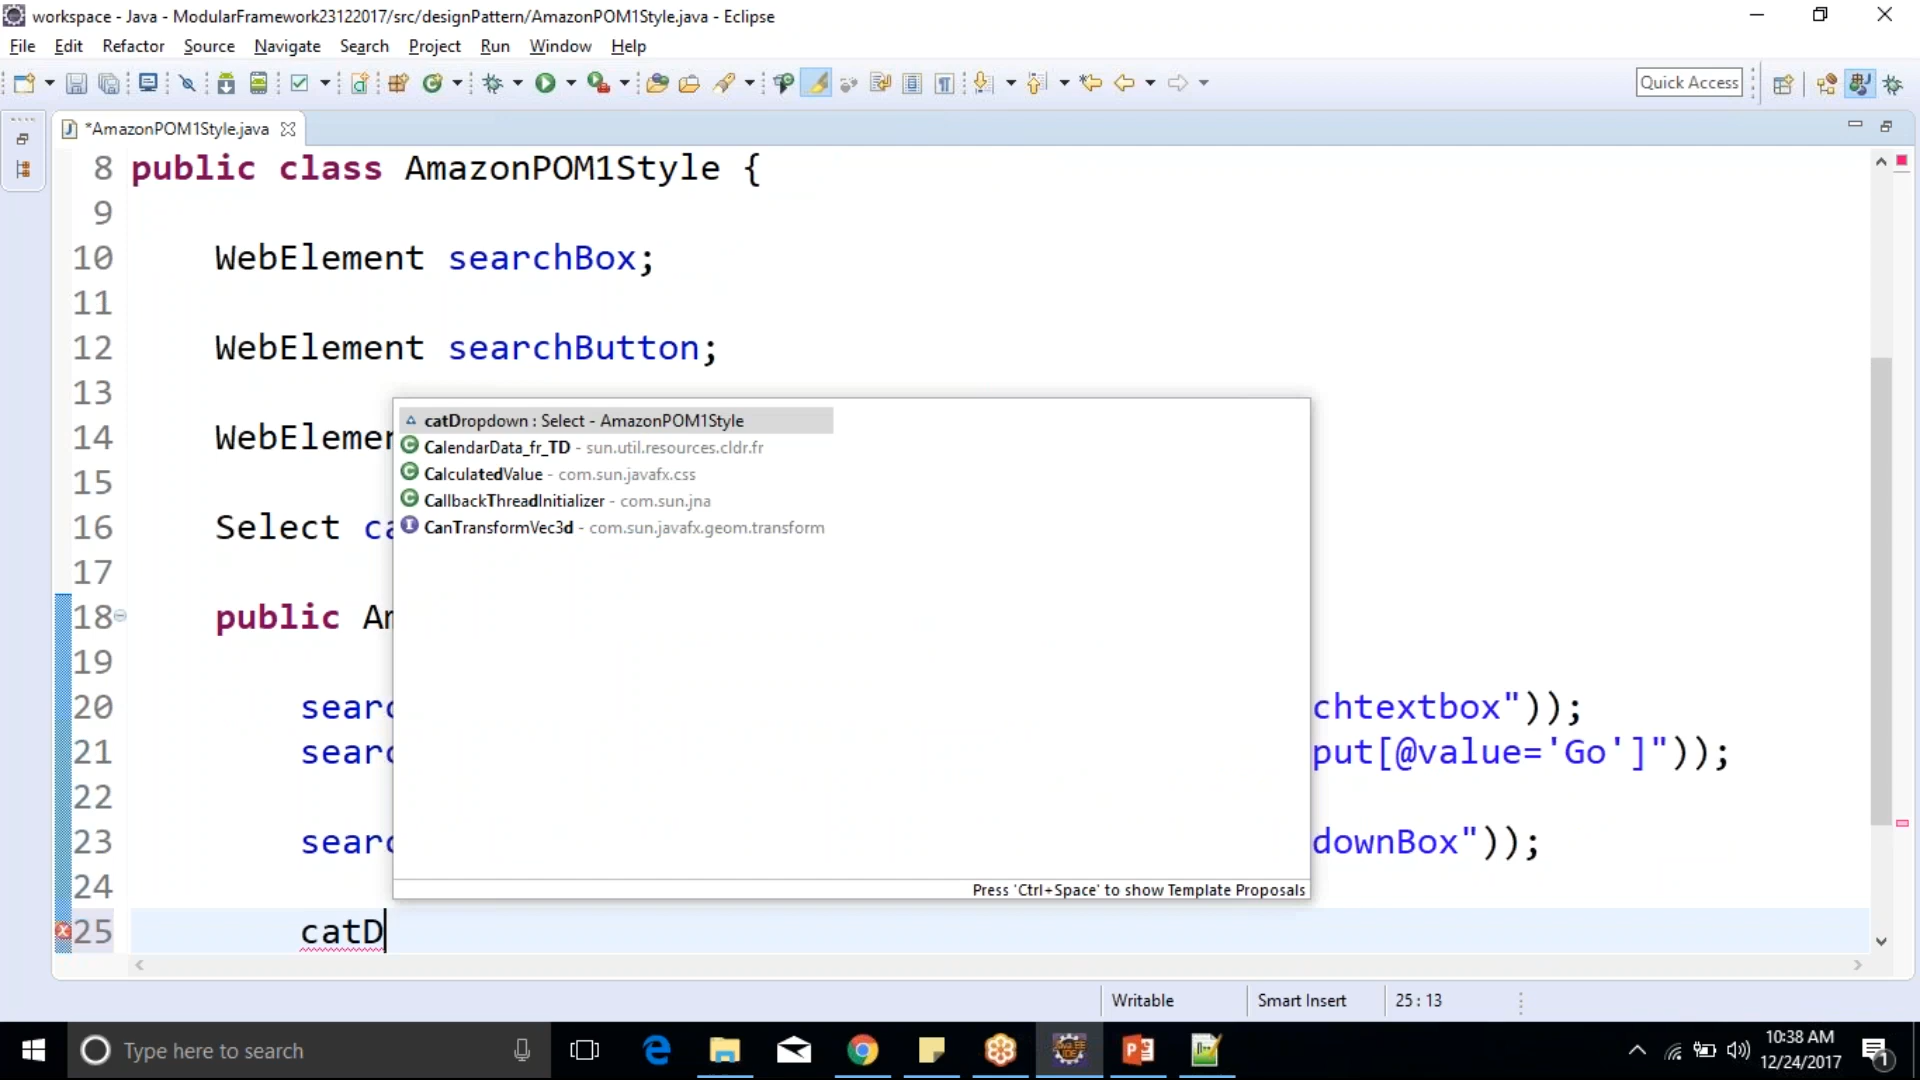 workspace - Java - ModularFramework23122017/src/designPattern/AmazonPOM1Style.java - Eclipse
File Edit Refactor Source Navigate Search Project Run Window Help
Quick Access
*AmazonPOM1Style.java
8 public class AmazonPOM1Style {
9
10 WebElement searchBox;
11
12 WebElement searchButton;
13
14 WebElemen
15
16 Select ca
17
18 public Am
19
20 searc chtextbox"));
21 searc put[@value='Go']"));
22
23 searc downBox"));
24
25 catD
catDropdown : Select - AmazonPOM1Style
CalendarData_fr_TD - sun.util.resources.cldr.fr
CalculatedValue - com.sun.javafx.css
CallbackThreadInitializer - com.sun.jna
CanTransformVec3d - com.sun.javafx.geom.transform
Press 'Ctrl+Space' to show Template Proposals
Writable Smart Insert 25 : 13
Type here to search
10:38 AM
12/24/2017
1